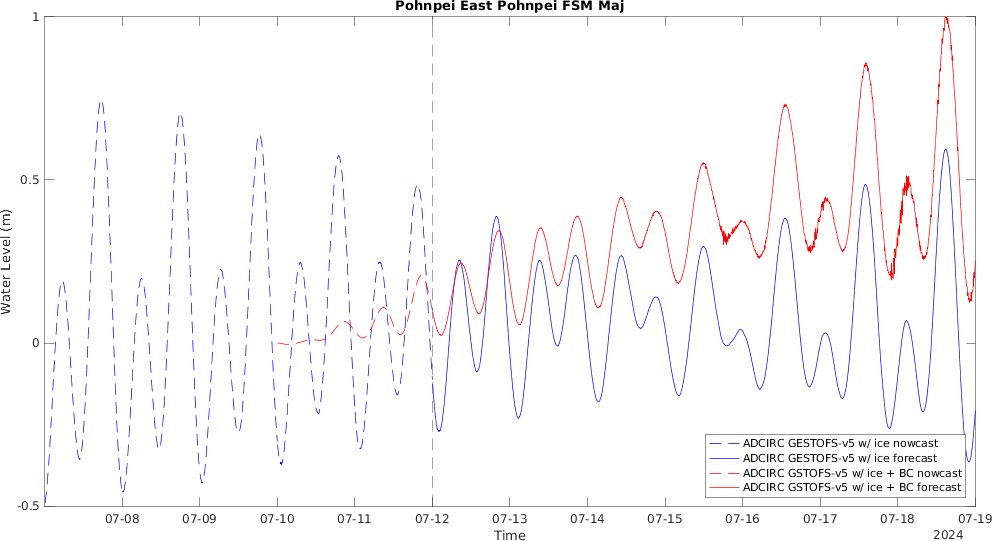 Pohnpei East Pohnpei FSM Maj
Water Level (m)
1
0.5
0
-0.5
07-08 07-09 07-10 07-11 07-12 07-13 07-14 07-15 07-16 07-17 07-18 07-19
Time
2024
ADCIRC GESTOFS-v5 w/ ice nowcast
ADCIRC GESTOFS-v5 w/ ice forecast
ADCIRC GSTOFS-v5 w/ ice + BC nowcast
ADCIRC GSTOFS-v5 w/ ice + BC forecast